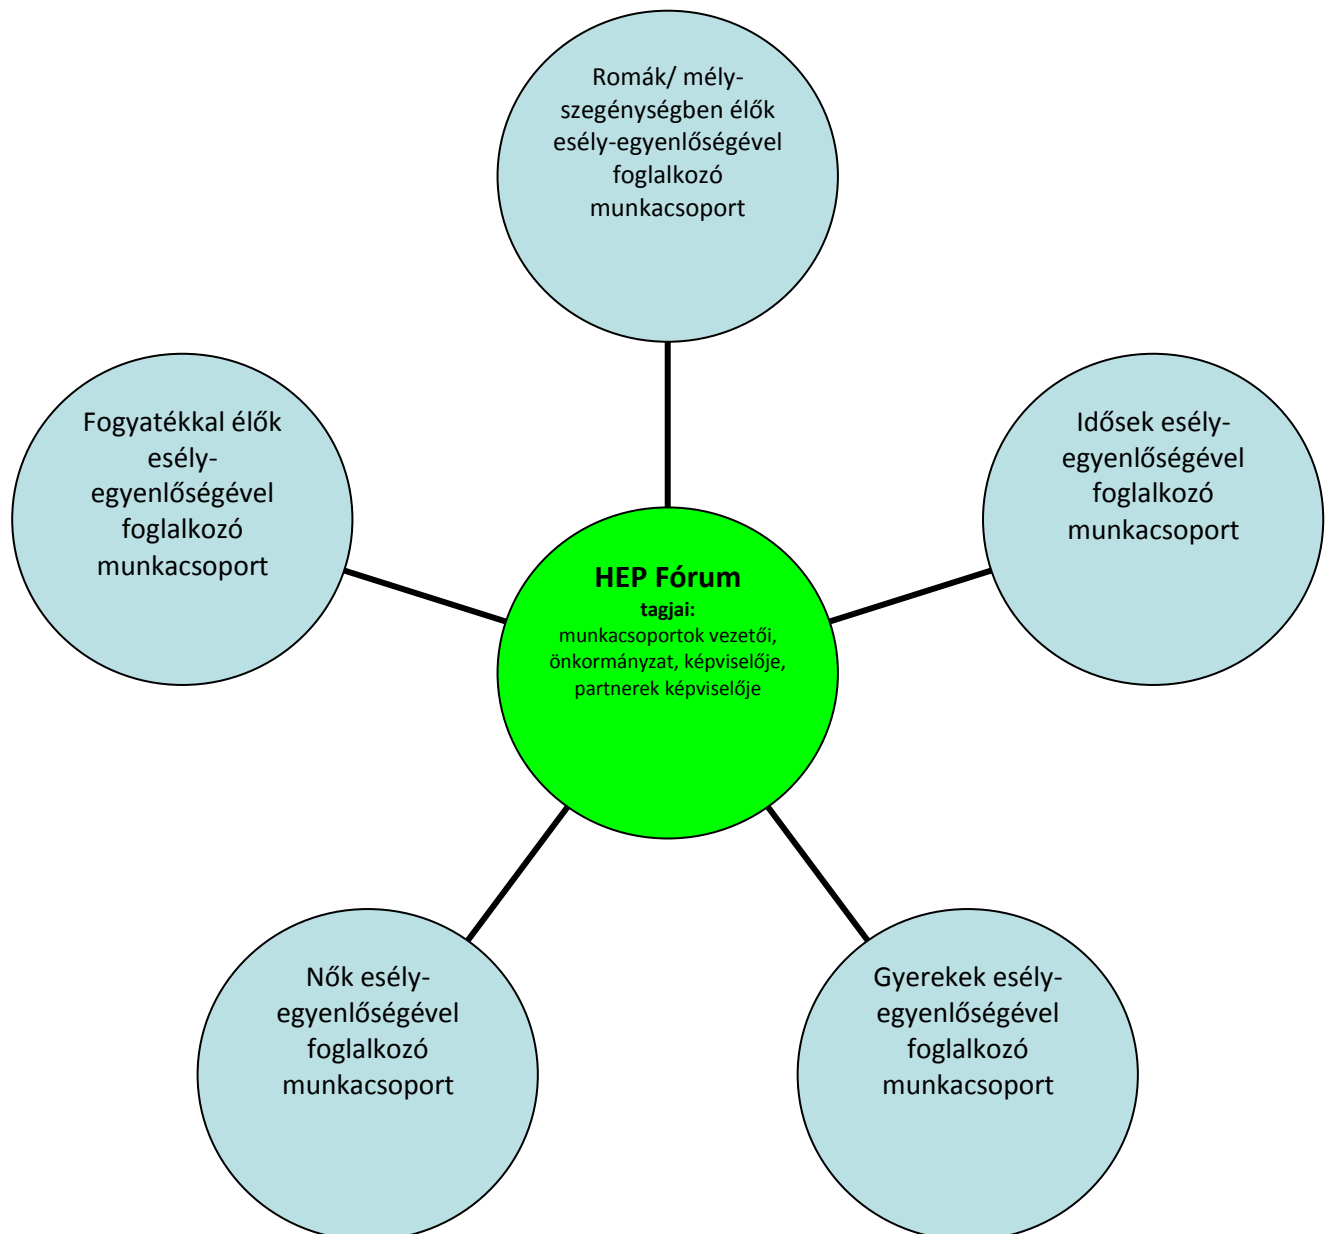 Romák/ mély-
szegénységben élők
esély-egyenlőségével
foglalkozó
munkacsoport
Fogyatékkal élők
esély-
egyenlőségével
foglalkozó
munkacsoport
Idősek esély-
egyenlőségével
foglalkozó
munkacsoport
HEP Fórum
tagjai:
munkacsoportok vezetői,
önkormányzat, képviselője,
partnerek képviselője
Nők esély-
egyenlőségével
foglalkozó
munkacsoport
Gyerekek esély-
egyenlőségével
foglalkozó
munkacsoport